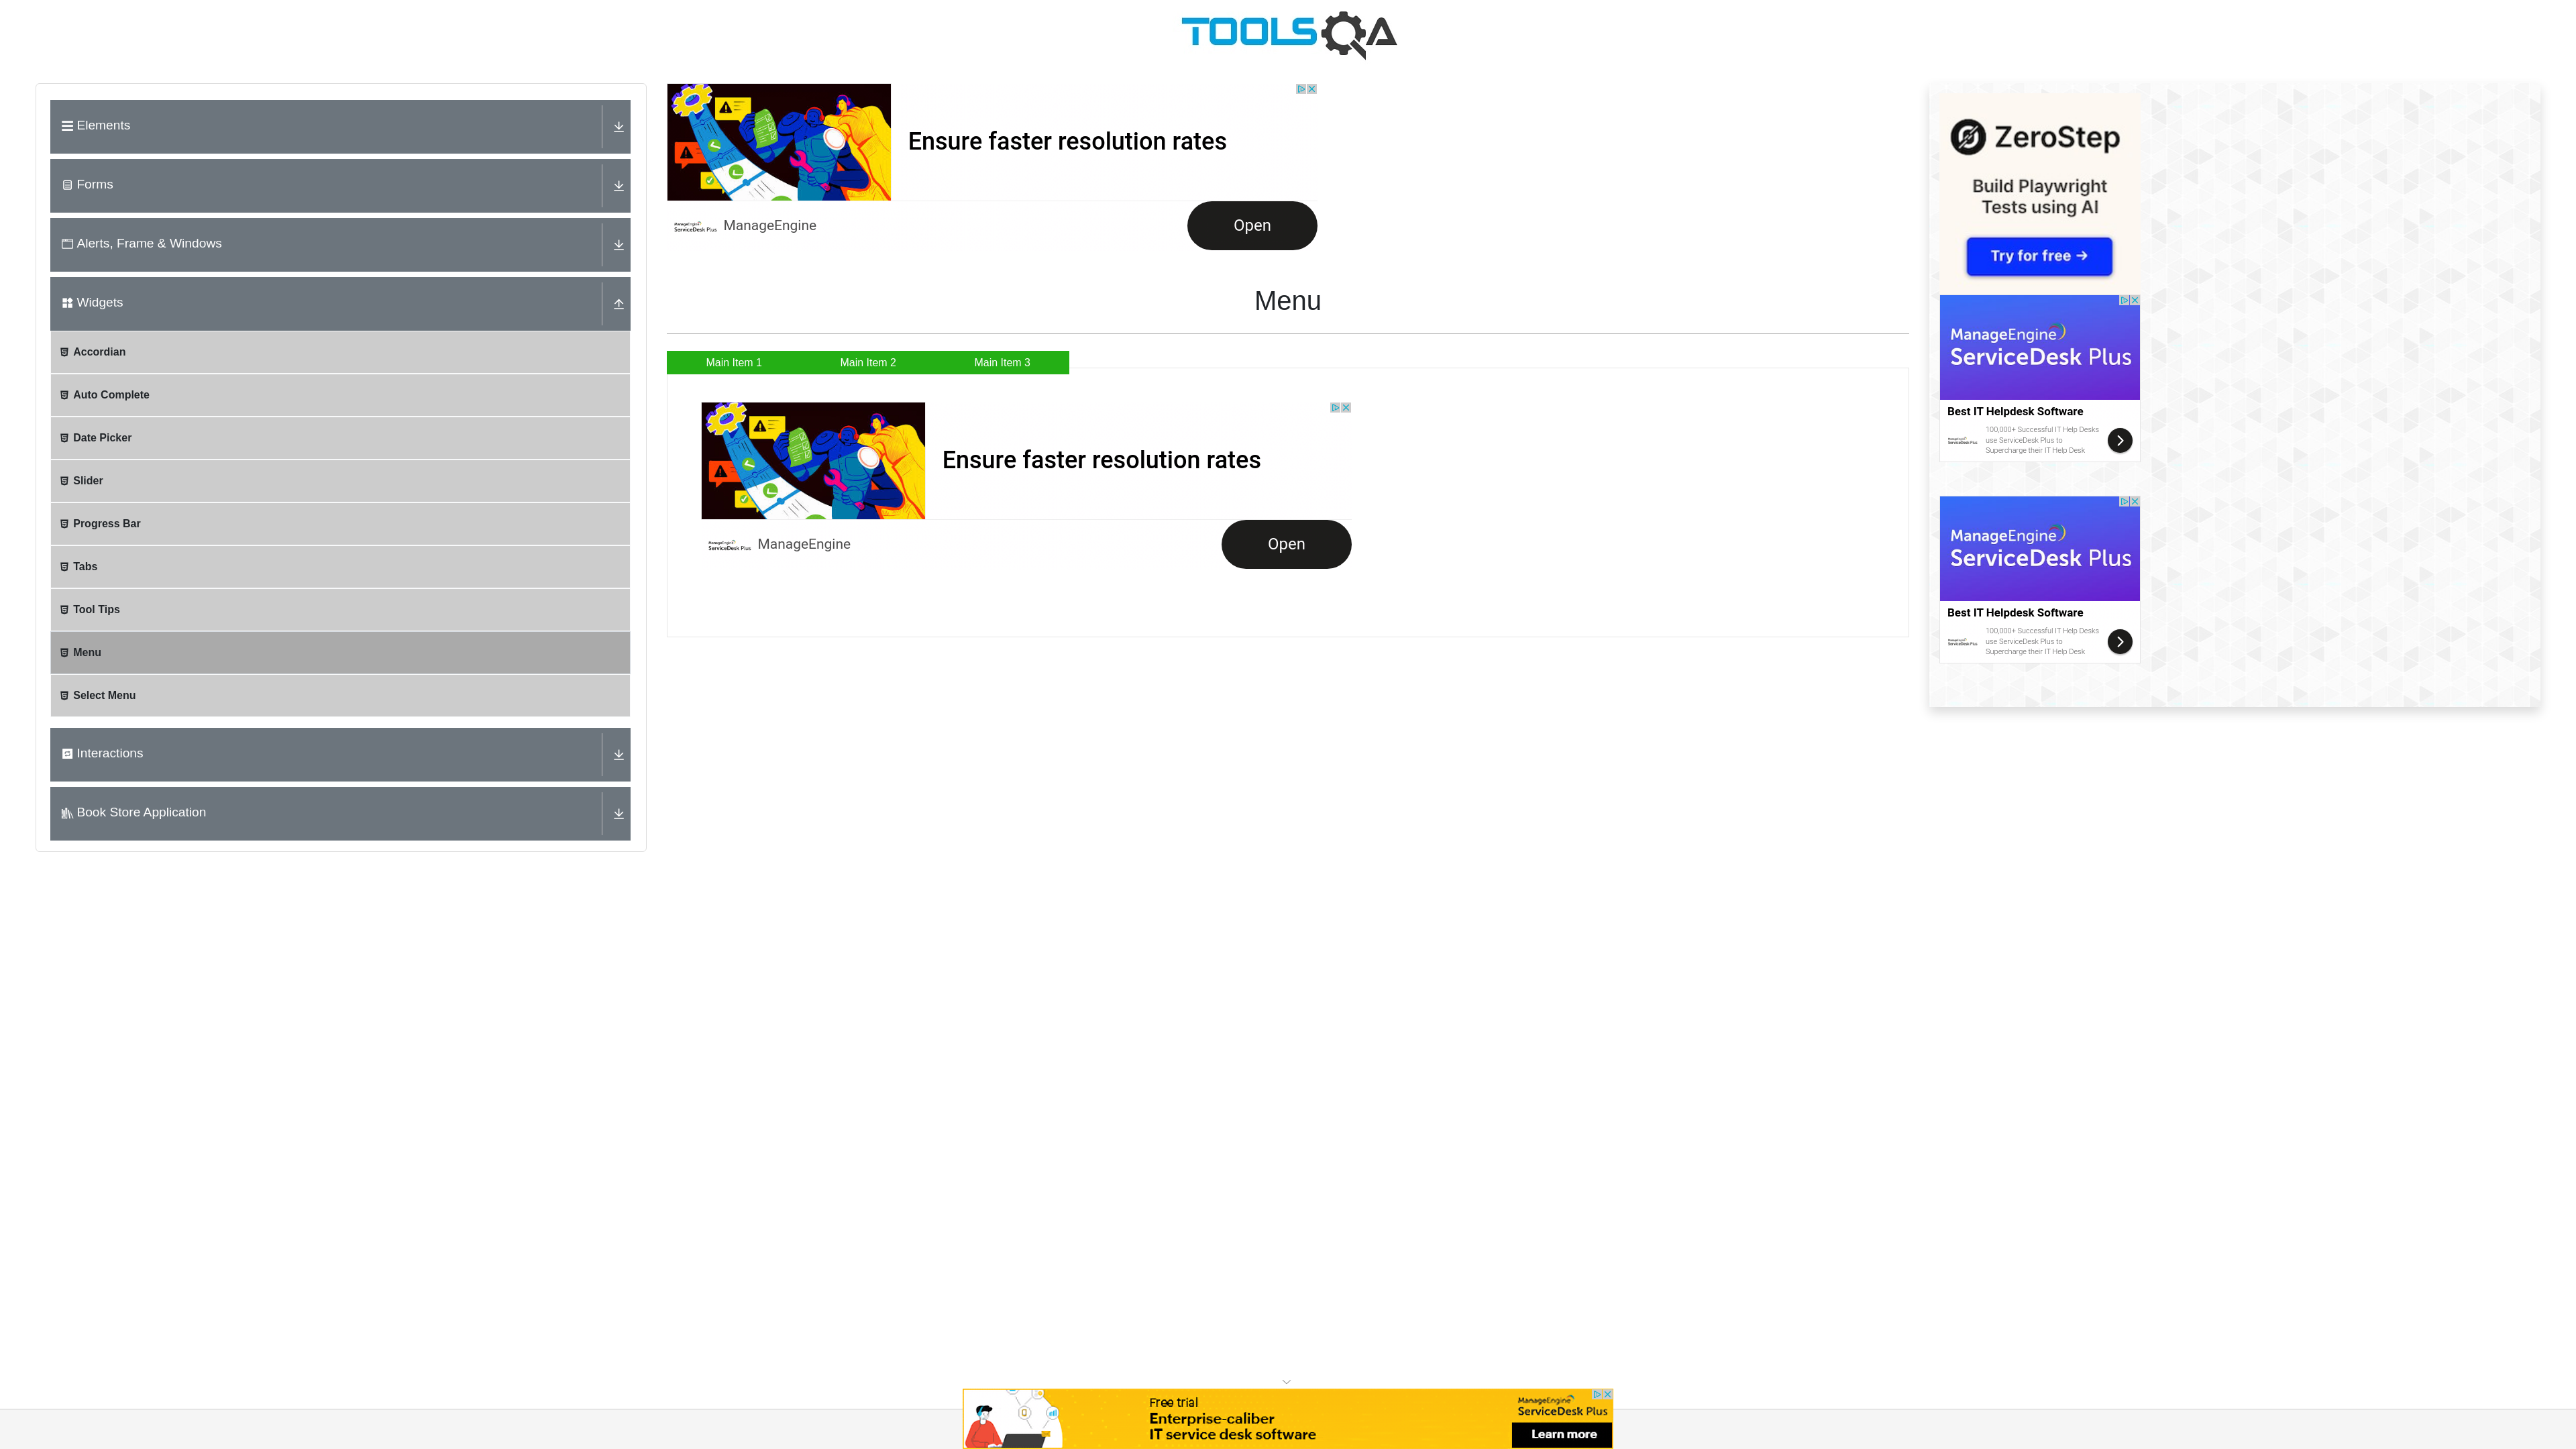 TOOLSQA
Elements
Forms
Alerts, Frame & Windows
Widgets
Accordian
Auto Complete
Date Picker
Slider
Progress Bar
Tabs
Tool Tips
Menu
Select Menu
Interactions
Book Store Application
Ensure faster resolution rates
ManageEngine
ServiceDesk Plus
ManageEngine
Open
Menu
Main Item 1
Main Item 2
Main Item 3
Ensure faster resolution rates
ManageEngine
ServiceDesk Plus
ManageEngine
Open
ZeroStep
Build Playwright
Tests using AI
Try for free →
ManageEngine
ServiceDesk Plus
Best IT Helpdesk Software
ManageEngine
ServiceDesk Plus
100,000+ Successful IT Help Desks
use ServiceDesk Plus to
Supercharge their IT Help Desk
ManageEngine
ServiceDesk Plus
Best IT Helpdesk Software
ManageEngine
ServiceDesk Plus
100,000+ Successful IT Help Desks
use ServiceDesk Plus to
Supercharge their IT Help Desk
Free trial
Enterprise-caliber
IT service desk software
ManageEngine
ServiceDesk Plus
Learn more